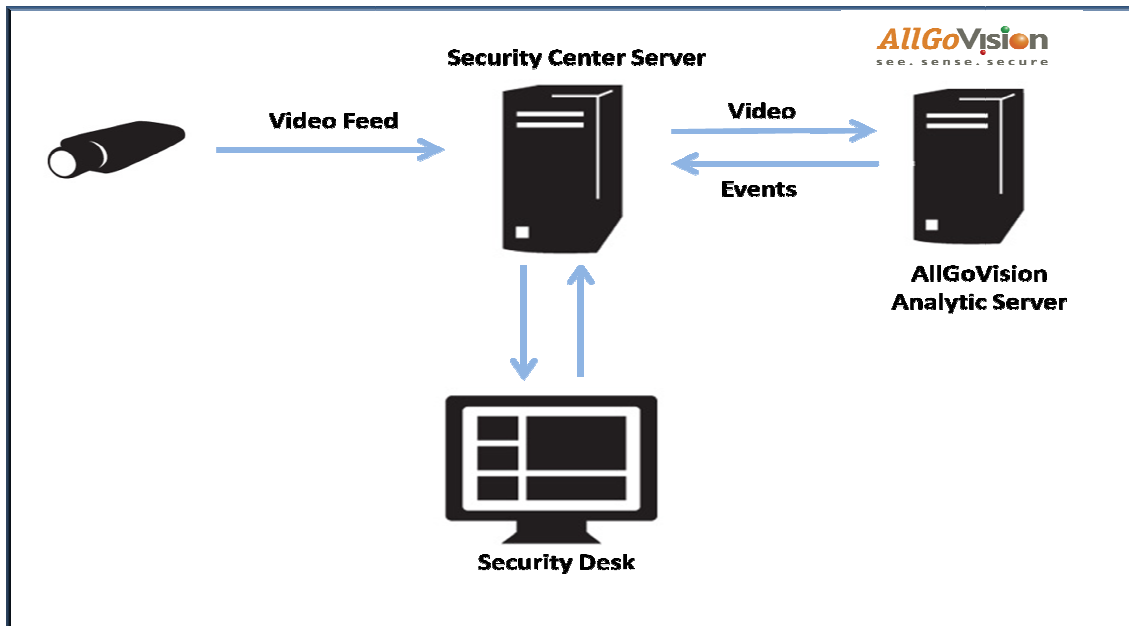 AllGoVision
see. sense. secure
Security Center Server
Video Feed
Video
Events
AllGoVision
Analytic Server
Security Desk